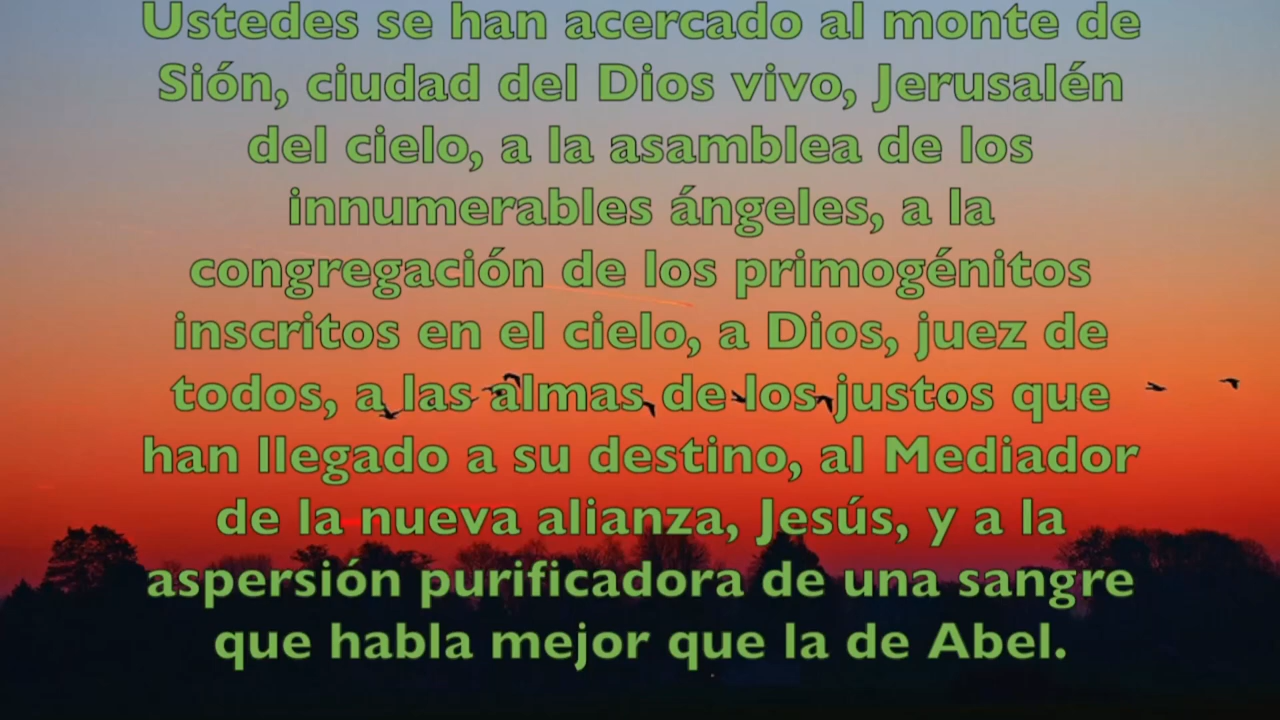 Ustedes se han acercado al monte de
Sión, ciudad del Dios vivo, Jerusalén
del cielo, a la asamblea de los
innumerables ángeles, a la
congregación de los primogénitos
inscritos en el cielo, a Dios, juez de
todos, a las almas de los justos que
han llegado a su destino, al Mediador
de la nueva alianza, Jesús, y a la
aspersión purificadora de una sangre
que habla mejor que la de Abel.